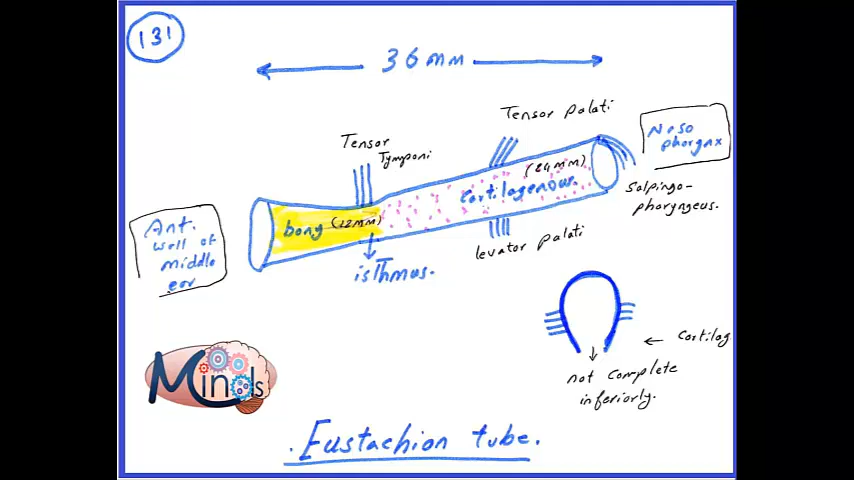 131
36 mm
Tensor palati
Naso
pharynx
Tensor
Tympani
(24mm)
Cartilagenous.
Salpingo-
pharyngeus.
Ant.
wall of
middle
ear
bony (12mm)
levator palati
isthmus.
Cartilag
not complete
inferiorly.
Minds
Eustachian tube.